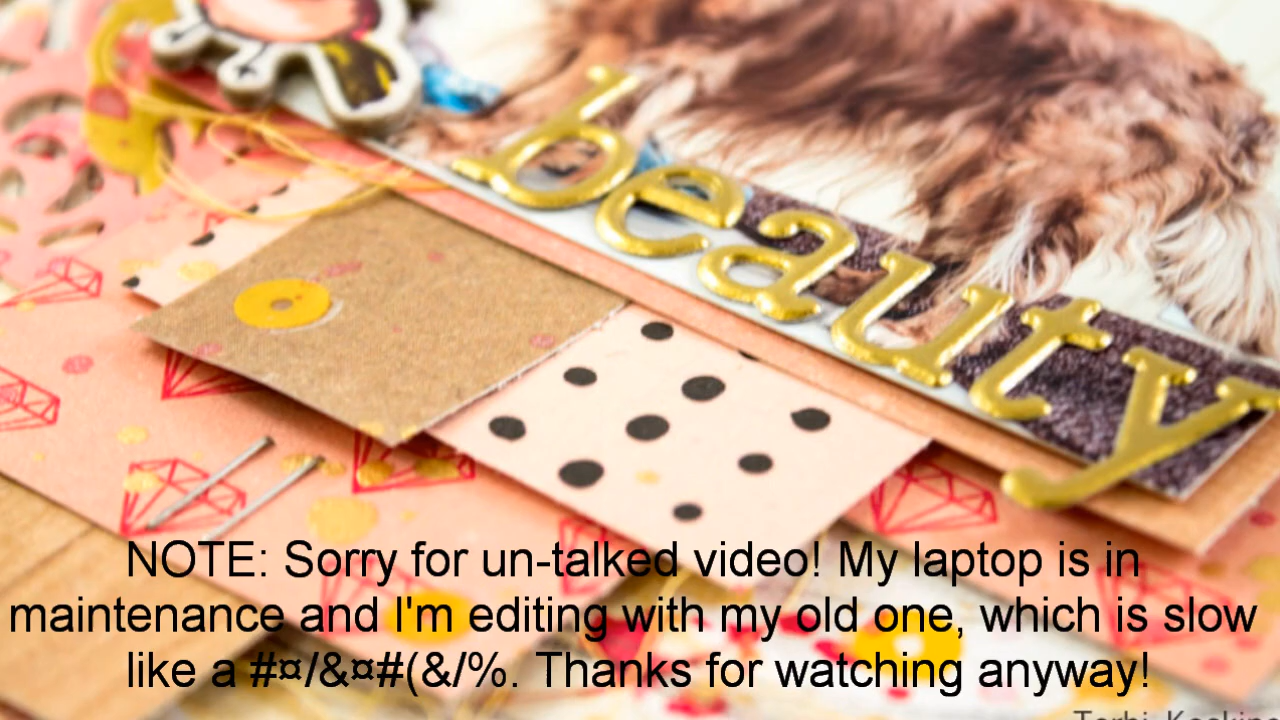 beauty
NOTE: Sorry for un-talked video! My laptop is in
maintenance and I'm editing with my old one, which is slow
like a #¤/&¤#(&/%. Thanks for watching anyway!